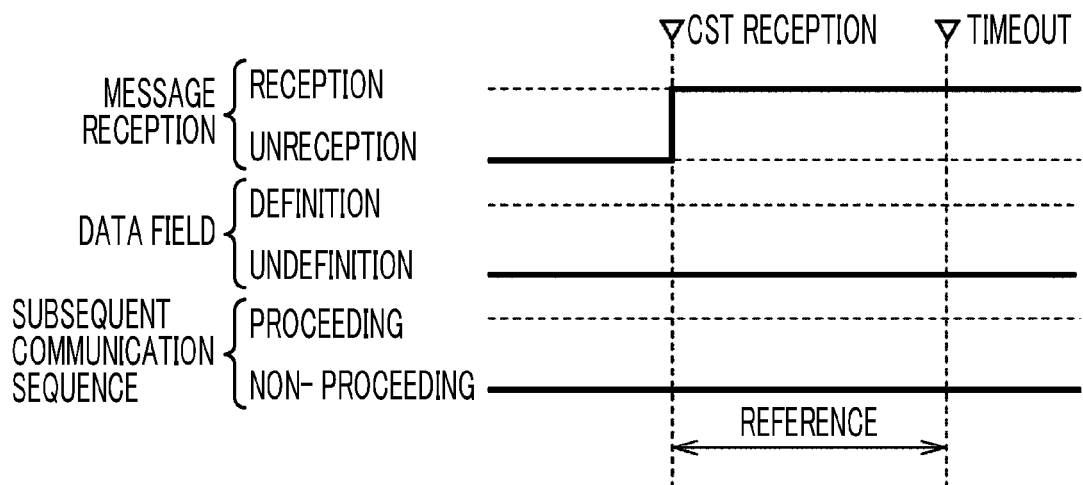 ▽CST RECEPTION
▽ TIMEOUT
MESSAGE
RECEPTION
RECEPTION
UNRECEPTION
DATA FIELD
DEFINITION
UNDEFINITION
SUBSEQUENT
COMMUNICATION
SEQUENCE
PROCEEDING
NON- PROCEEDING
REFERENCE